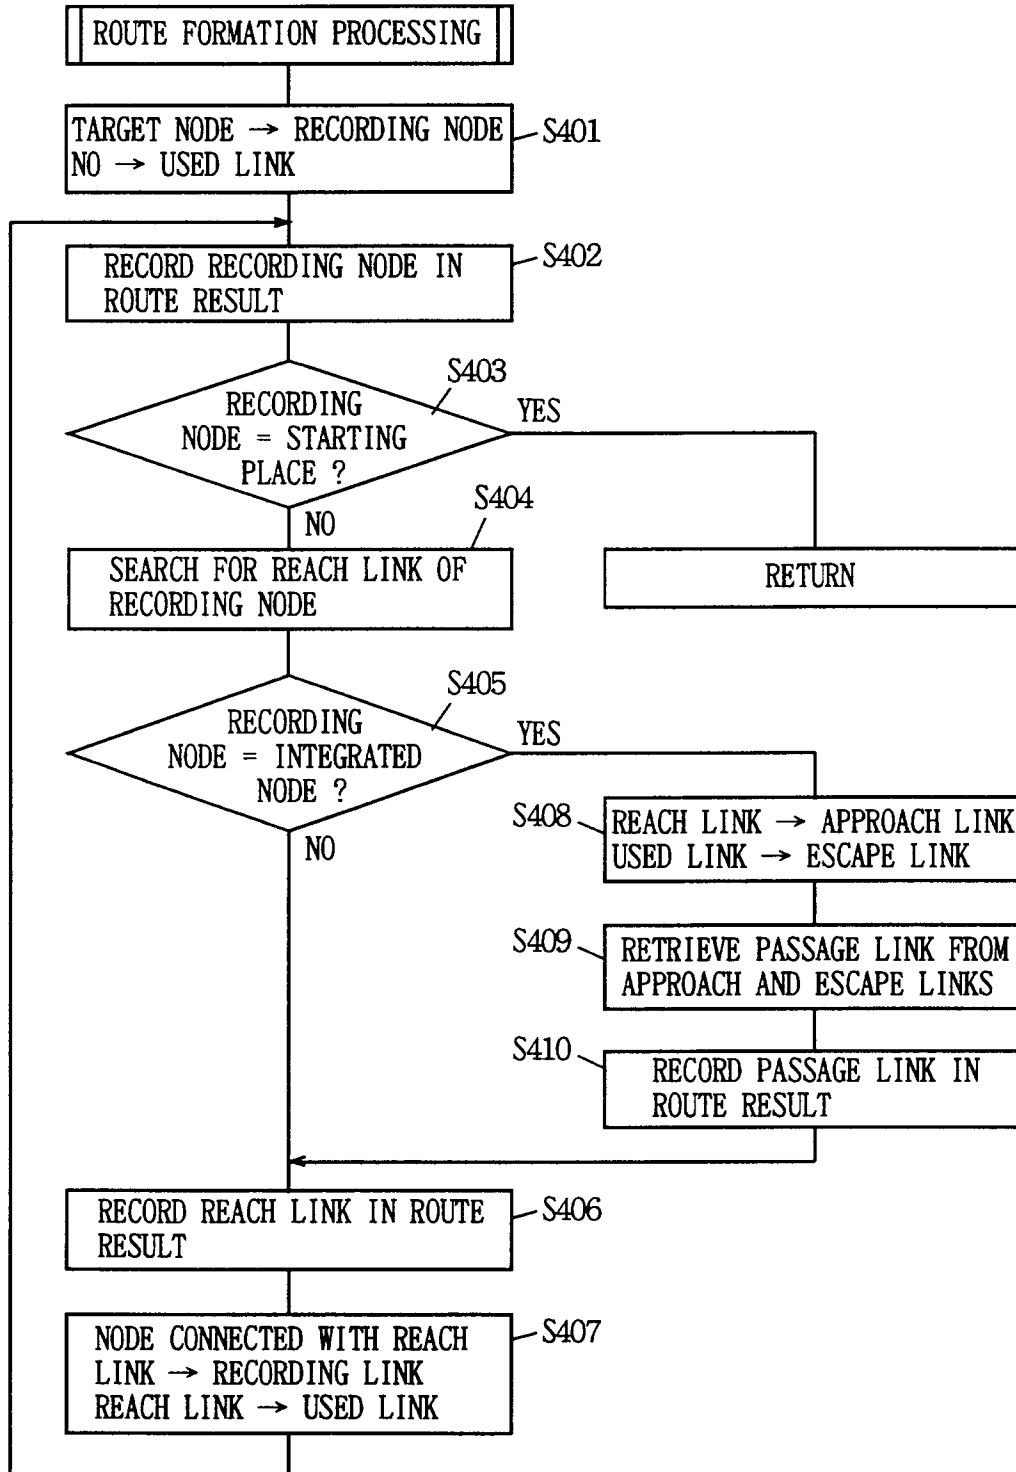 ROUTE FORMATION PROCESSING
TARGET NODE → RECORDING NODE
NO → USED LINK
S401
RECORD RECORDING NODE IN
ROUTE RESULT
S402
RECORDING
NODE = STARTING
PLACE ?
S403
YES
NO
SEARCH FOR REACH LINK OF
RECORDING NODE
S404
RETURN
RECORDING
NODE = INTEGRATED
NODE ?
S405
YES
NO
S408
REACH LINK → APPROACH LINK
USED LINK → ESCAPE LINK
S409
RETRIEVE PASSAGE LINK FROM
APPROACH AND ESCAPE LINKS
S410
RECORD PASSAGE LINK IN
ROUTE RESULT
RECORD REACH LINK IN ROUTE
RESULT
S406
NODE CONNECTED WITH REACH
LINK → RECORDING LINK
REACH LINK → USED LINK
S407